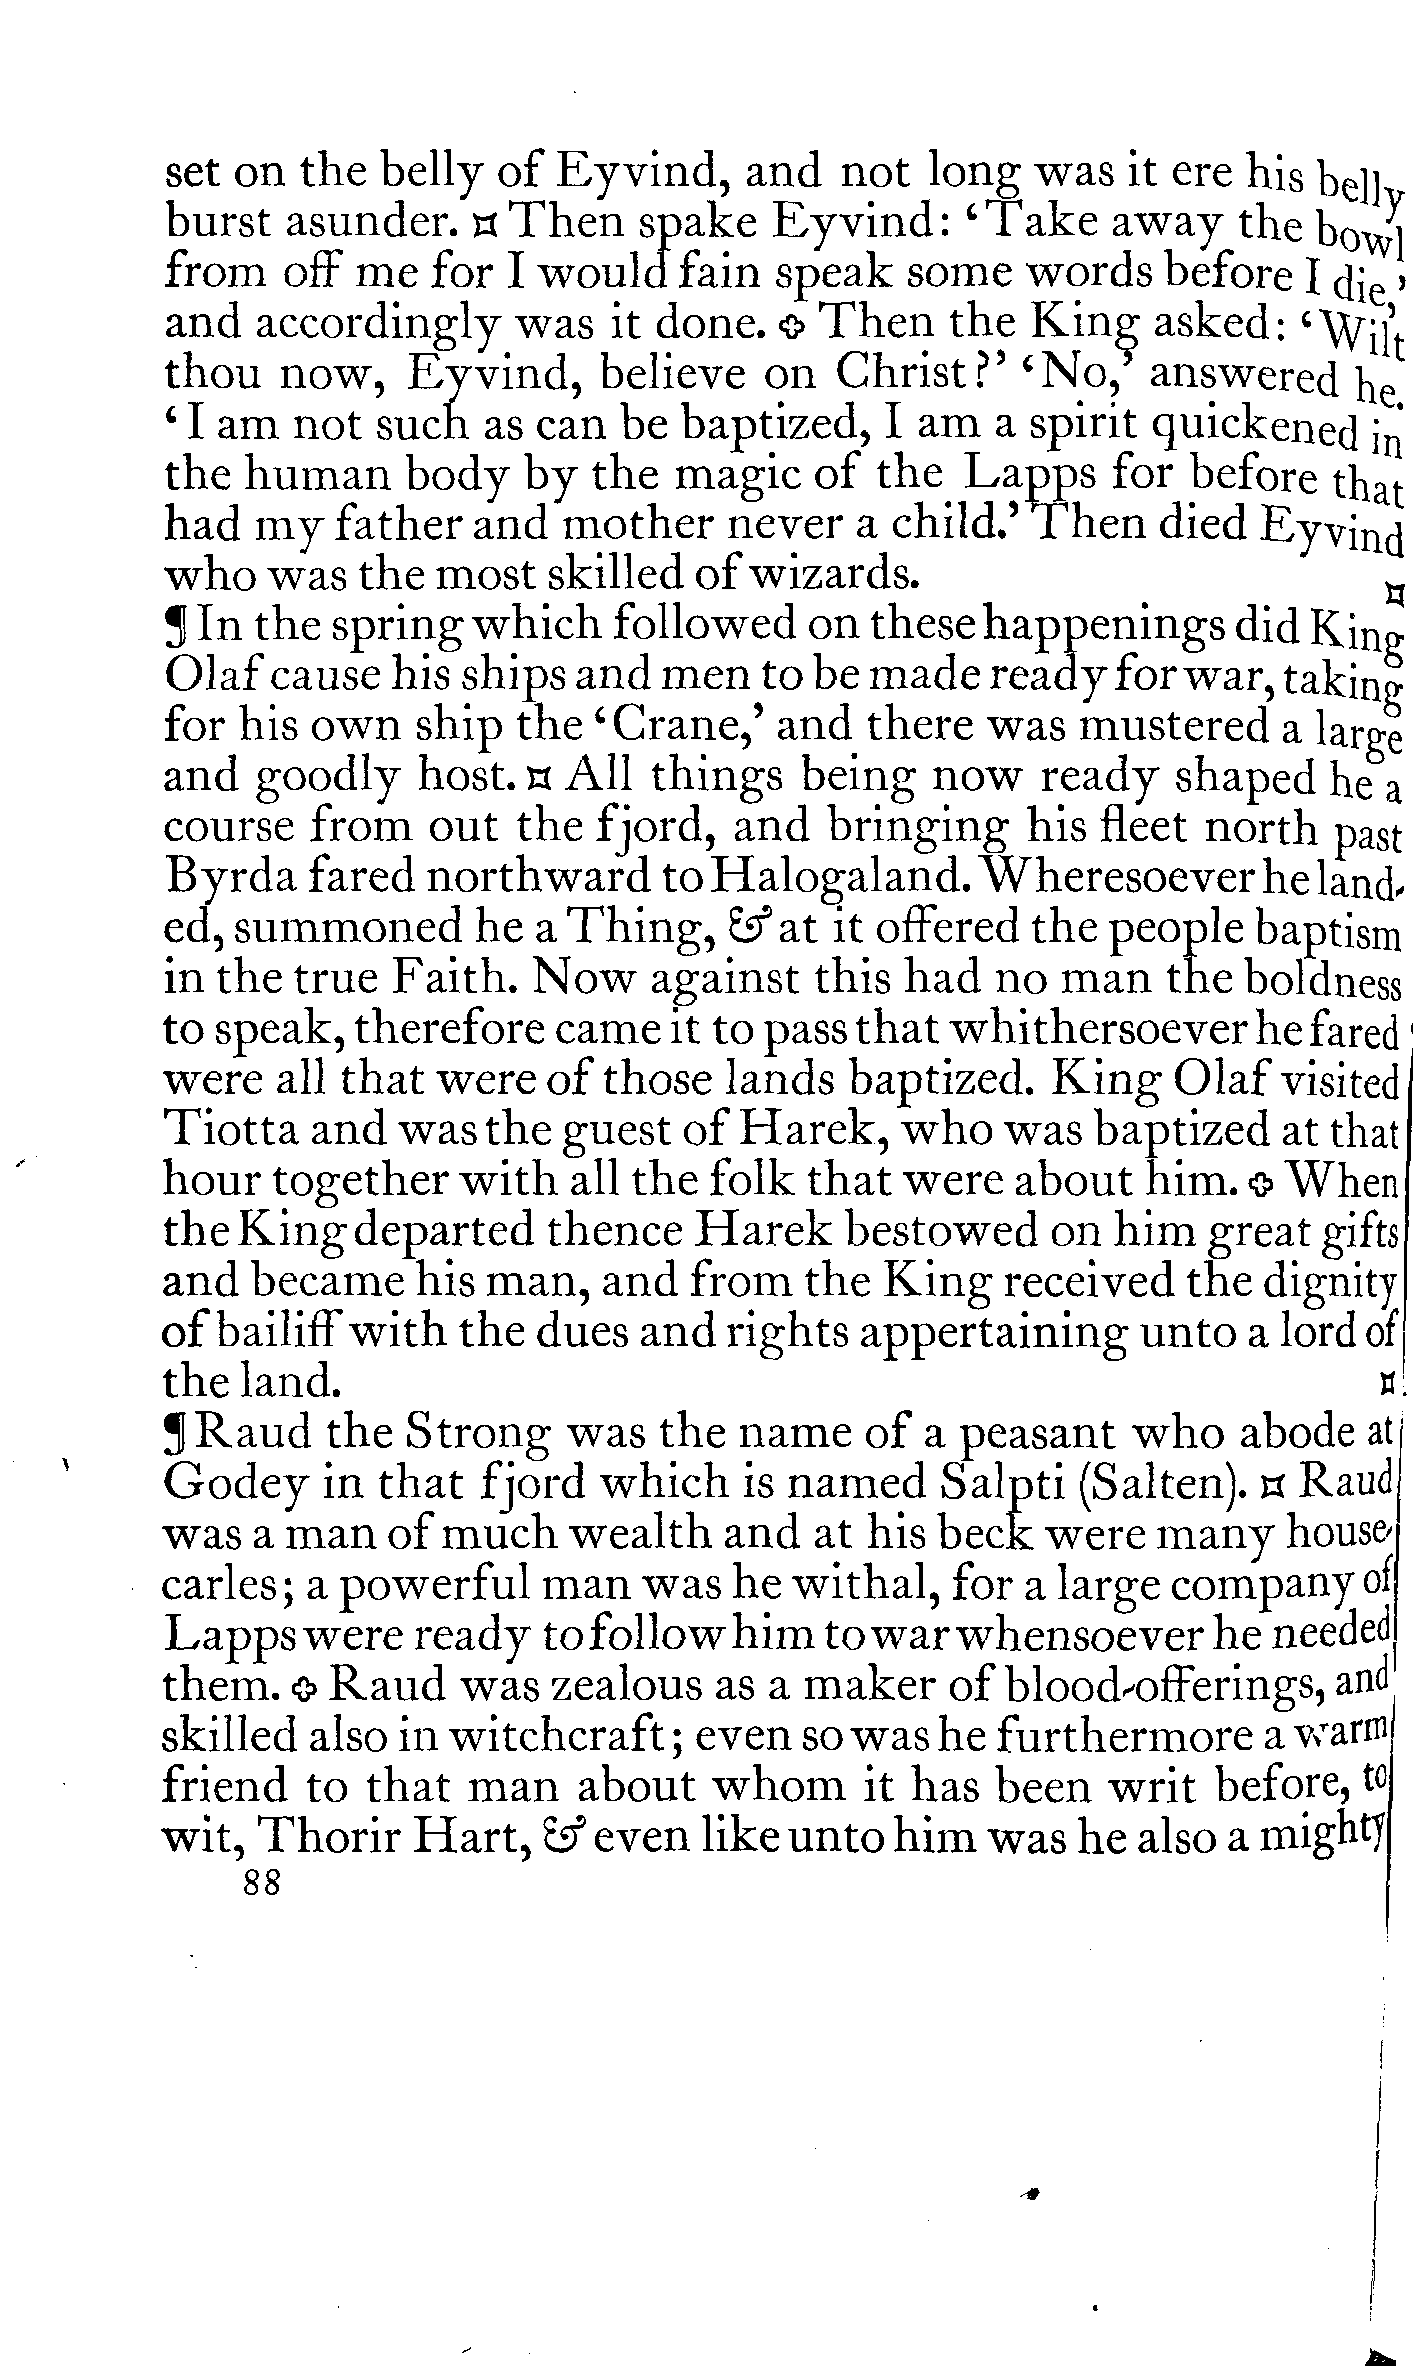 set on the belly of Eyvind, and not long was it ere his belly
burst asunder. ¤ Then spake Eyvind: ‘Take away the bowl
from off me for I would fain speak some words before I die,’
and accordingly was it done. ✥ Then the King asked: ‘Wilt
thou now, Eyvind, believe on Christ?’ ‘No,’ answered he.
‘I am not such as can be baptized, I am a spirit quickened in
the human body by the magic of the Lapps for before that
had my father and mother never a child.’ Then died Eyvind
who was the most skilled of wizards. ¤
¶ In the spring which followed on these happenings did King
Olaf cause his ships and men to be made ready for war, taking
for his own ship the ‘Crane,’ and there was mustered a large
and goodly host. ¤ All things being now ready shaped he a
course from out the fjord, and bringing his fleet north past
Byrda fared northward to Halogaland. Wheresoever he land-
ed, summoned he a Thing, & at it offered the people baptism
in the true Faith. Now against this had no man the boldness
to speak, therefore came it to pass that whithersoever he fared
were all that were of those lands baptized. King Olaf visited
Tiotta and was the guest of Harek, who was baptized at that
hour together with all the folk that were about him. ✥ When
the King departed thence Harek bestowed on him great gifts
and became his man, and from the King received the dignity
of bailiff with the dues and rights appertaining unto a lord of
the land. ¤
¶ Raud the Strong was the name of a peasant who abode at
Godey in that fjord which is named Salpti (Salten). ¤ Raud
was a man of much wealth and at his beck were many house-
carles; a powerful man was he withal, for a large company of
Lapps were ready to follow him to war whensoever he needed
them. ✥ Raud was zealous as a maker of blood-offerings, and
skilled also in witchcraft; even so was he furthermore a warm
friend to that man about whom it has been writ before, to
wit, Thorir Hart, & even like unto him was he also a mighty
88